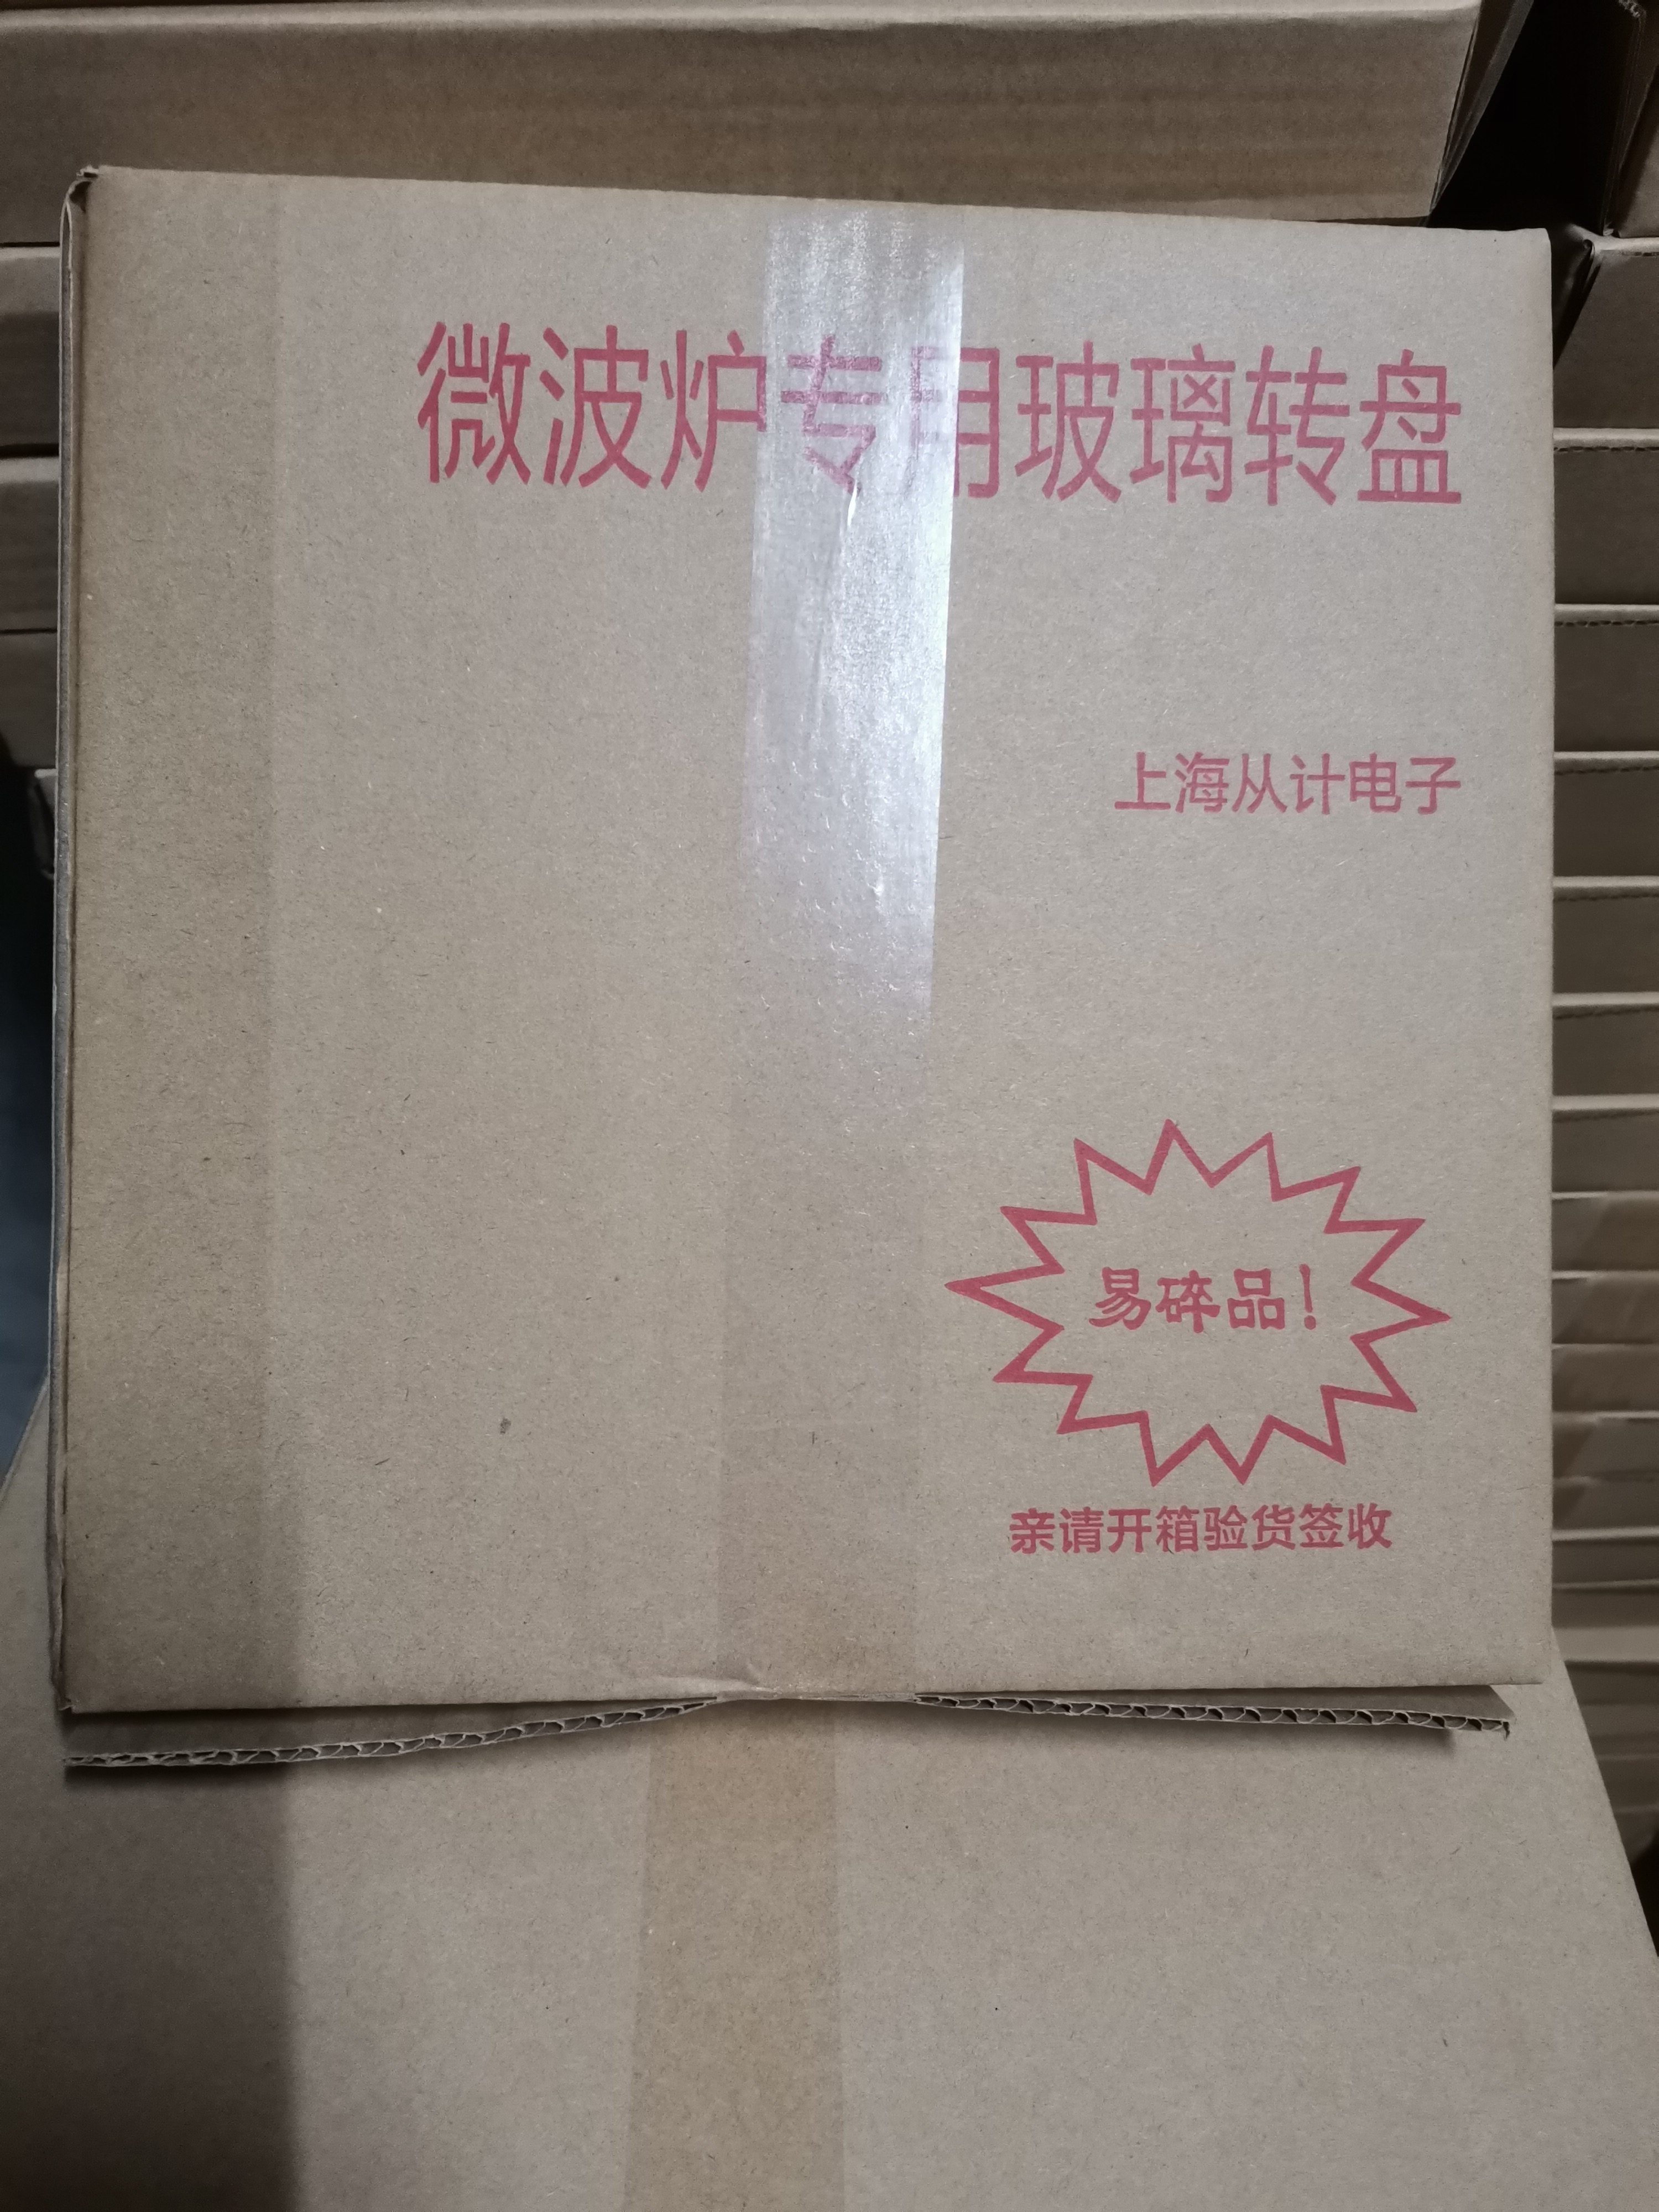 微波炉专用玻璃转盘
上海从计电子
易碎品！
亲请开箱验货签收